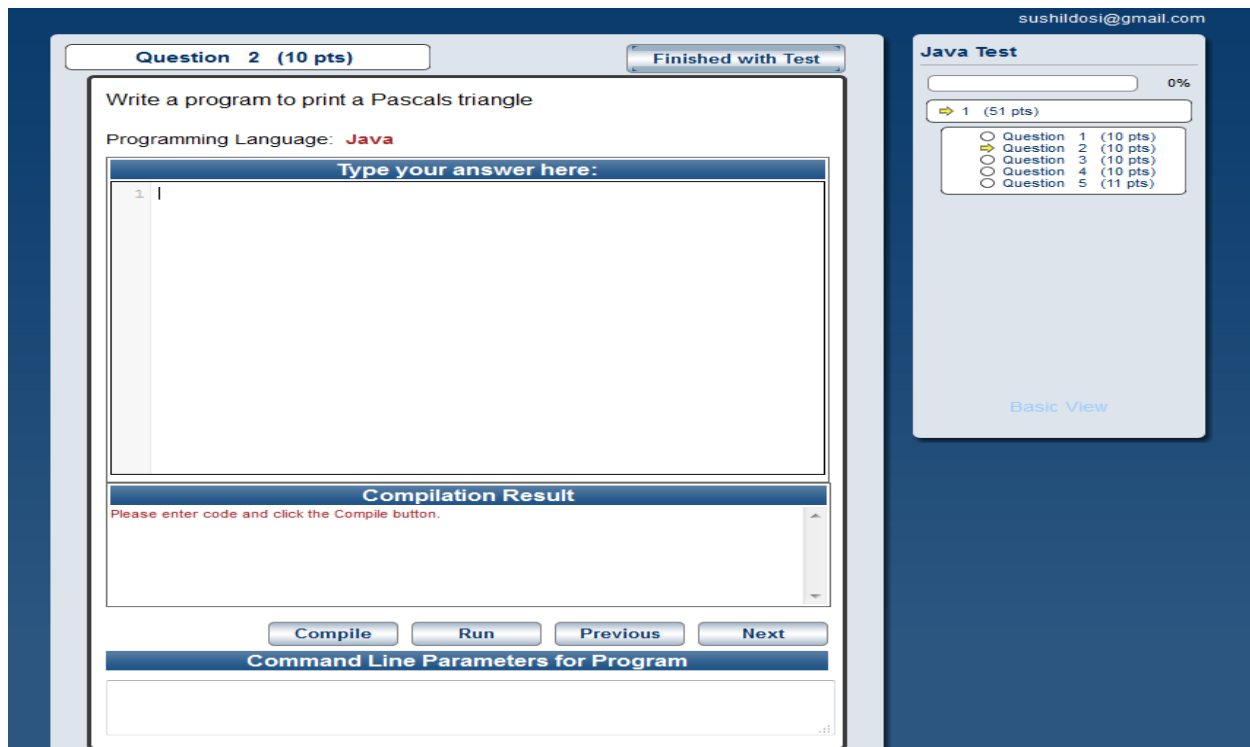 sushildosi@gmail.com
Question 2 (10 pts)
Finished with Test
Write a program to print a Pascals triangle
Programming Language: Java
Type your answer here:
1
Compilation Result
Please enter code and click the Compile button.
Compile
Run
Previous
Next
Command Line Parameters for Program
Java Test
0%
1 (51 pts)
Question 1 (10 pts)
Question 2 (10 pts)
Question 3 (10 pts)
Question 4 (10 pts)
Question 5 (11 pts)
Basic View